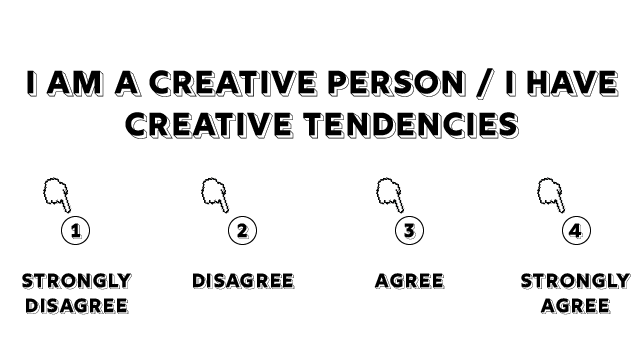 I AM A CREATIVE PERSON / I HAVE
CREATIVE TENDENCIES
1 2 3 4
STRONGLY DISAGREE AGREE STRONGLY
DISAGREE AGREE